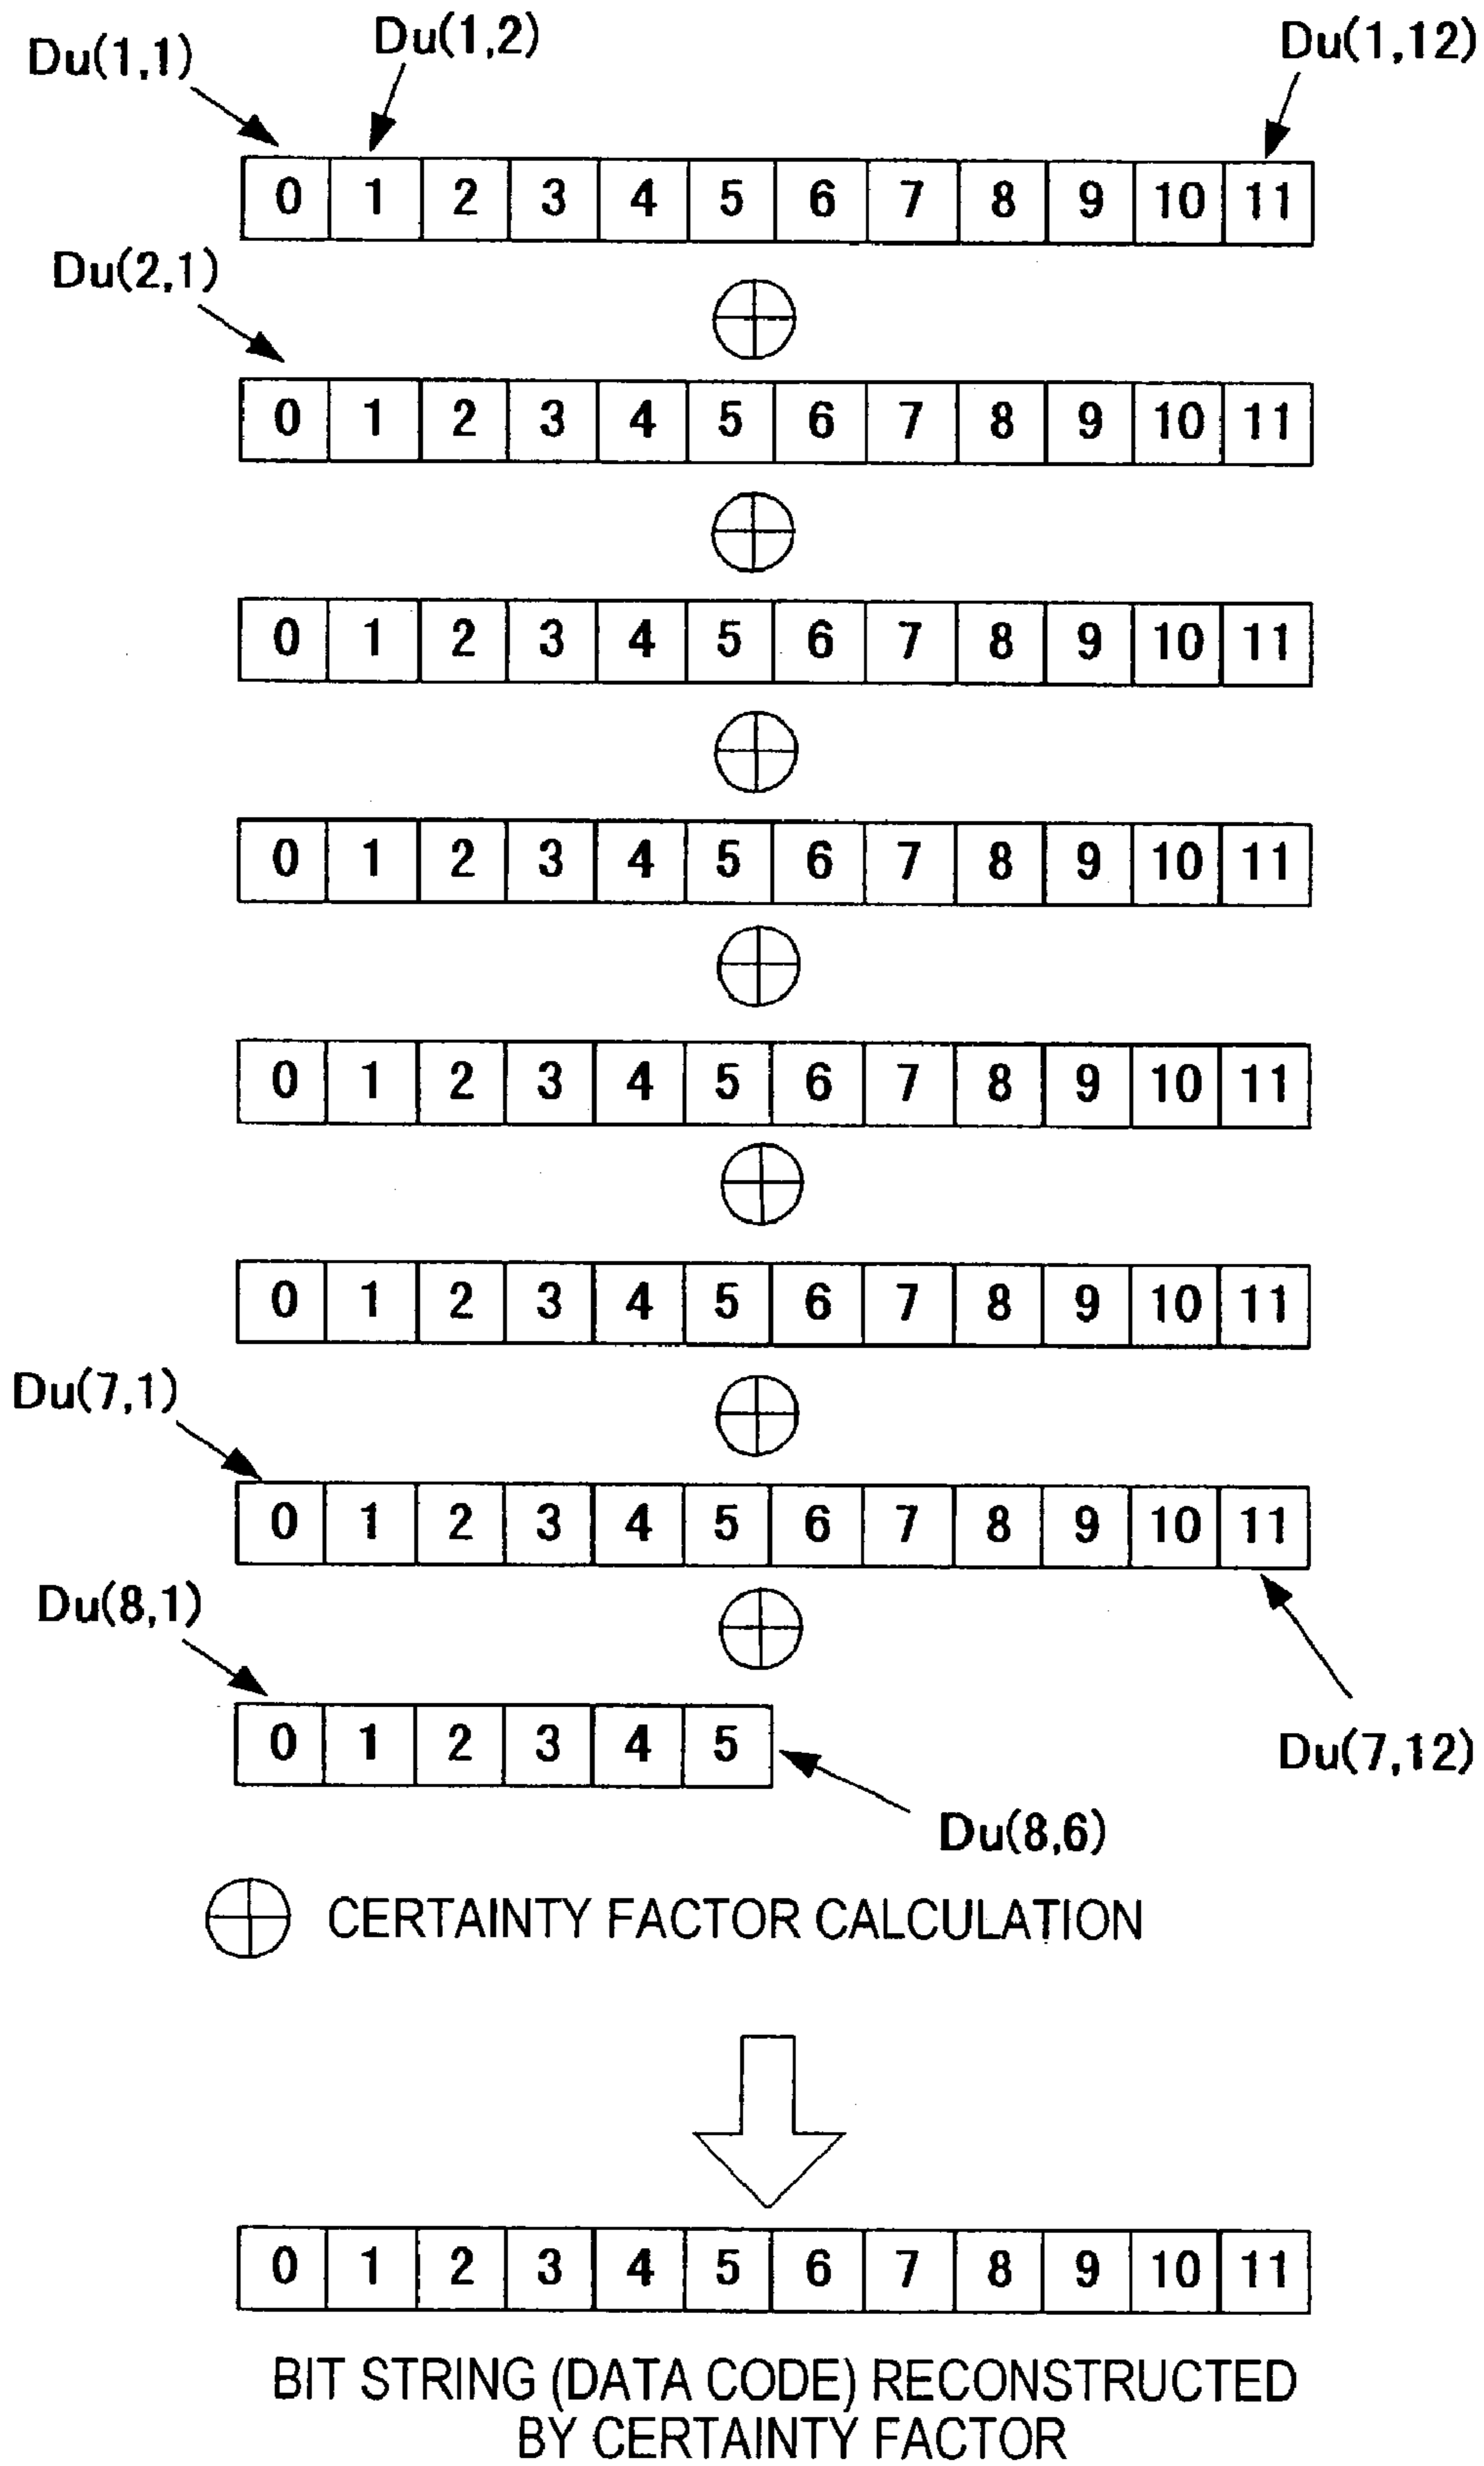 Du(1,1) Du(1,2) Du(1,12)
0 1 2 3 4 5 6 7 8 9 10 11
Du(2,1)
0 1 2 3 4 5 6 7 8 9 10 11
0 1 2 3 4 5 6 7 8 9 10 11
0 1 2 3 4 5 6 7 8 9 10 11
0 1 2 3 4 5 6 7 8 9 10 11
0 1 2 3 4 5 6 7 8 9 10 11
Du(7,1)
0 1 2 3 4 5 6 7 8 9 10 11
Du(8,1)
0 1 2 3 4 5
Du(7,12)
Du(8,6)
CERTAINTY FACTOR CALCULATION
0 1 2 3 4 5 6 7 8 9 10 11
BIT STRING (DATA CODE) RECONSTRUCTED
BY CERTAINTY FACTOR